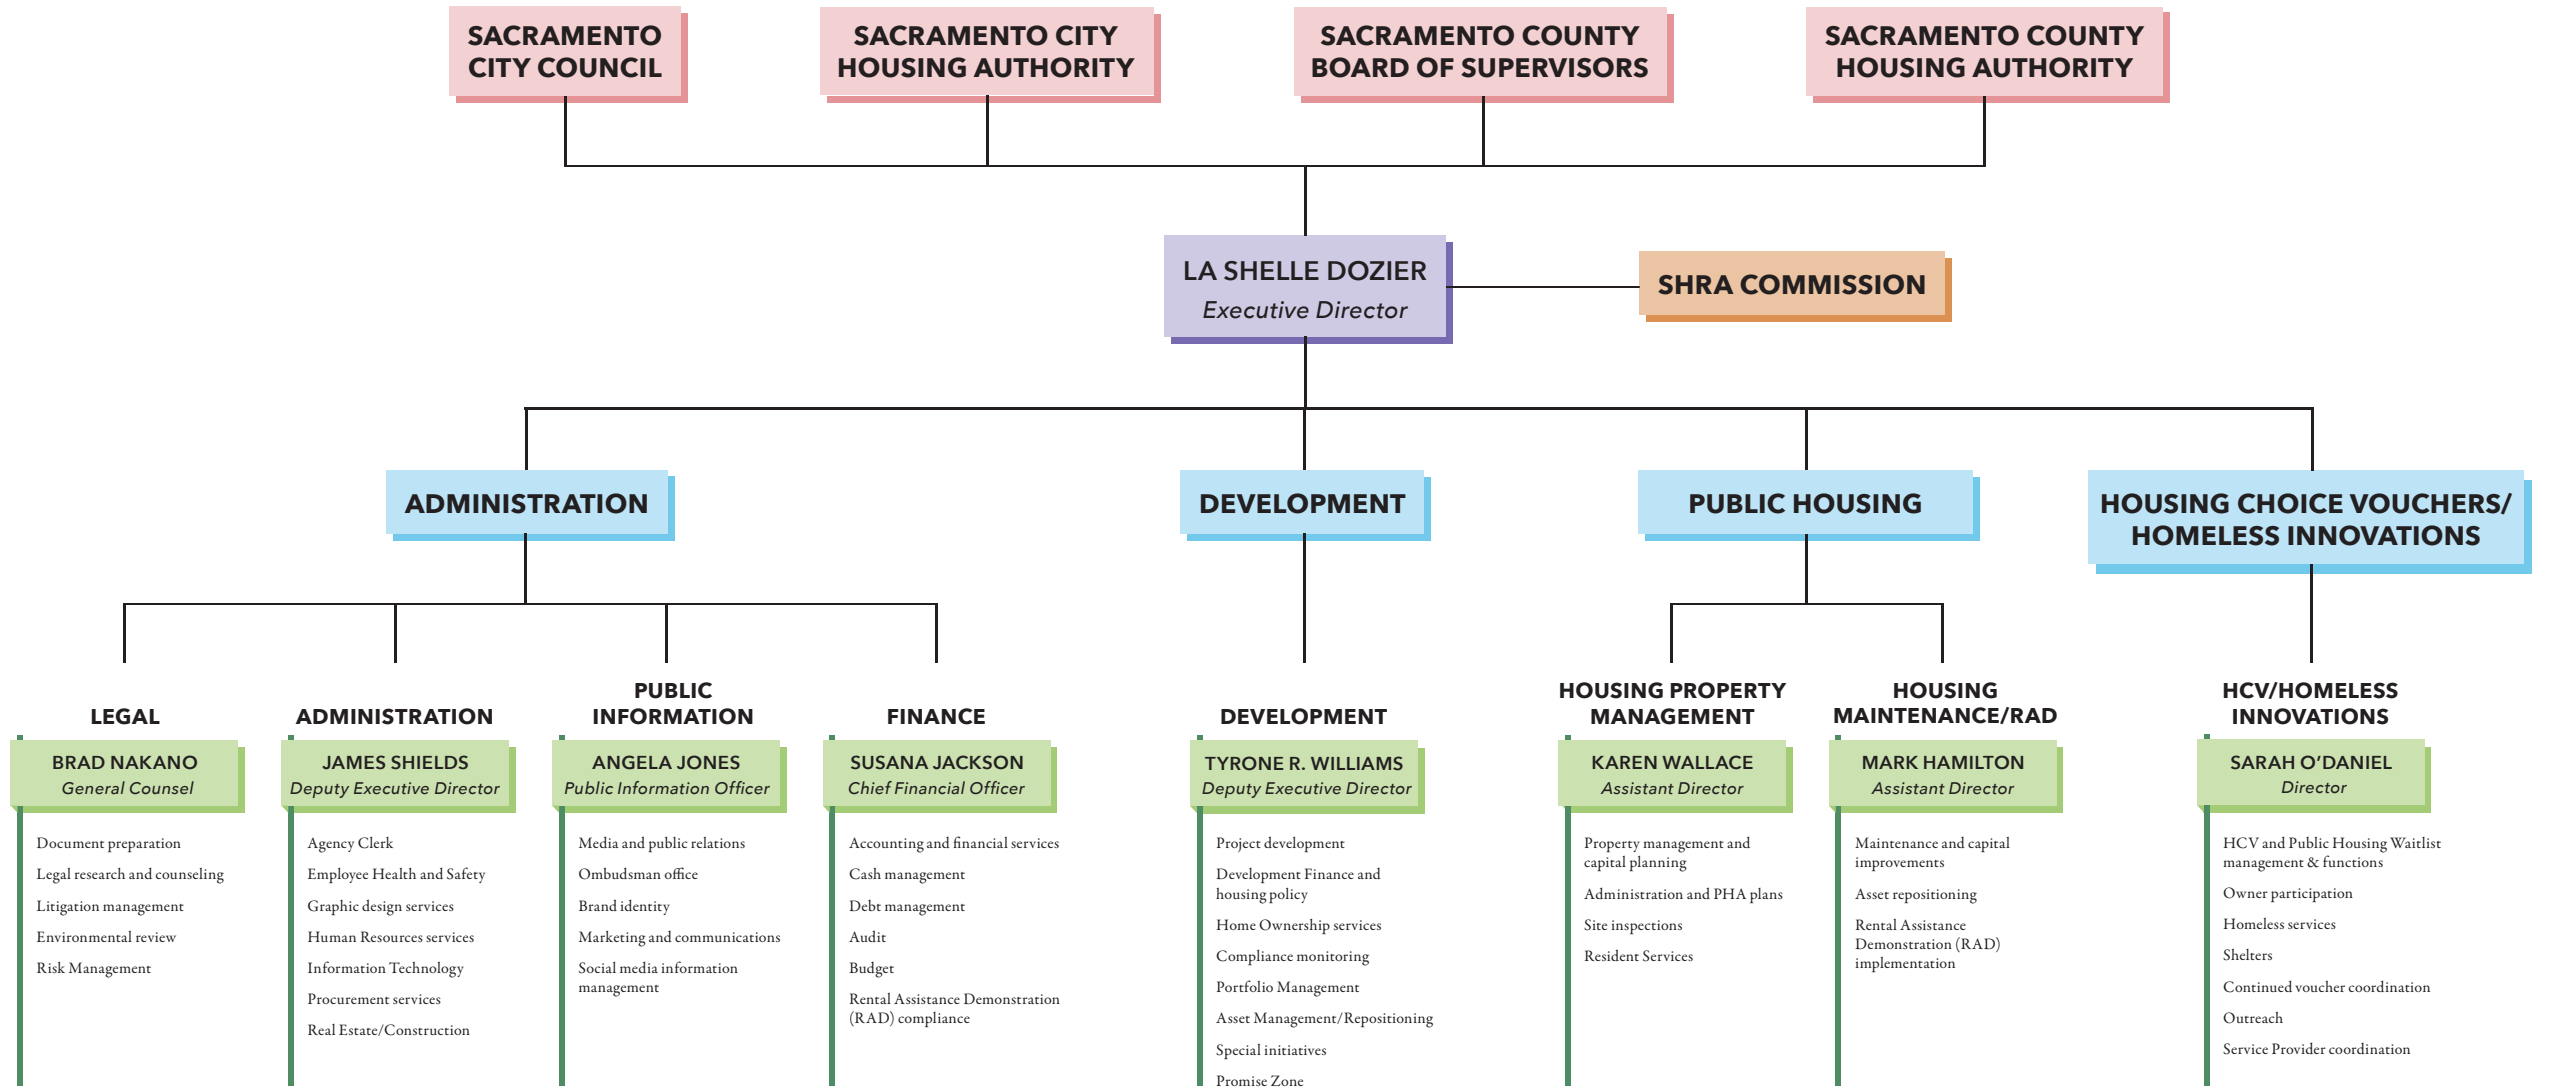 SACRAMENTO
CITY COUNCIL
SACRAMENTO CITY
HOUSING AUTHORITY
SACRAMENTO COUNTY
BOARD OF SUPERVISORS
SACRAMENTO COUNTY
HOUSING AUTHORITY
LA SHELLE DOZIER
Executive Director
SHRA COMMISSION
ADMINISTRATION
DEVELOPMENT
PUBLIC HOUSING
HOUSING CHOICE VOUCHERS/
HOMELESS INNOVATIONS
LEGAL
BRAD NAKANO
General Counsel
Document preparation
Legal research and counseling
Litigation management
Environmental review
Risk Management
ADMINISTRATION
JAMES SHIELDS
Deputy Executive Director
Agency Clerk
Employee Health and Safety
Graphic design services
Human Resources services
Information Technology
Procurement services
Real Estate/Construction
PUBLIC
INFORMATION
ANGELA JONES
Public Information Officer
Media and public relations
Ombudsman office
Brand identity
Marketing and communications
Social media information
management
FINANCE
SUSANA JACKSON
Chief Financial Officer
Accounting and financial services
Cash management
Debt management
Audit
Budget
Rental Assistance Demonstration
(RAD) compliance
DEVELOPMENT
TYRONE R. WILLIAMS
Deputy Executive Director
Project development
Development Finance and
housing policy
Home Ownership services
Compliance monitoring
Portfolio Management
Asset Management/Repositioning
Special initiatives
Promise Zone
HOUSING PROPERTY
MANAGEMENT
KAREN WALLACE
Assistant Director
Property management and
capital planning
Administration and PHA plans
Site inspections
Resident Services
HOUSING
MAINTENANCE/RAD
MARK HAMILTON
Assistant Director
Maintenance and capital
improvements
Asset repositioning
Rental Assistance
Demonstration (RAD)
implementation
HCV/HOMELESS
INNOVATIONS
SARAH O’DANIEL
Director
HCV and Public Housing Waitlist
management & functions
Owner participation
Homeless services
Shelters
Continued voucher coordination
Outreach
Service Provider coordination